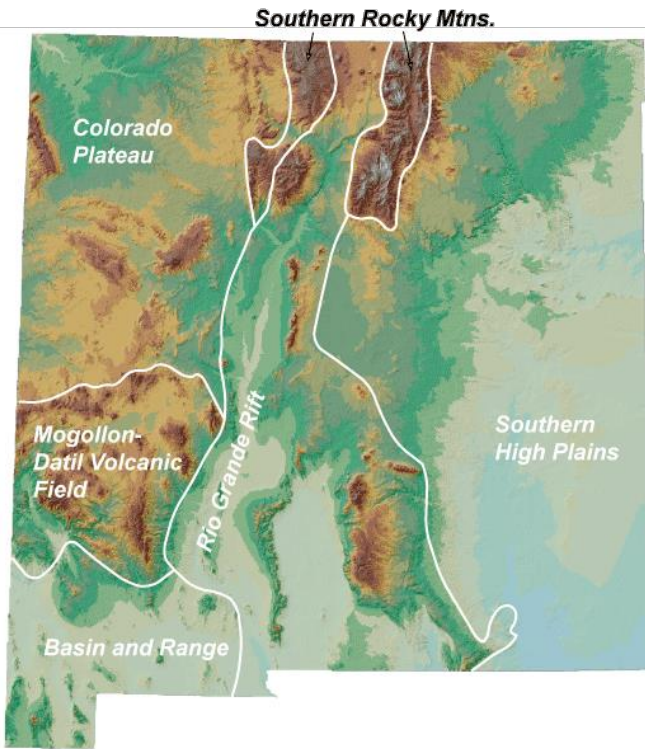 Southern Rocky Mtns.
Colorado
Plateau
Mogollon-
Datil Volcanic
Field
Rio Grande Rift
Southern
High Plains
Basin and Range